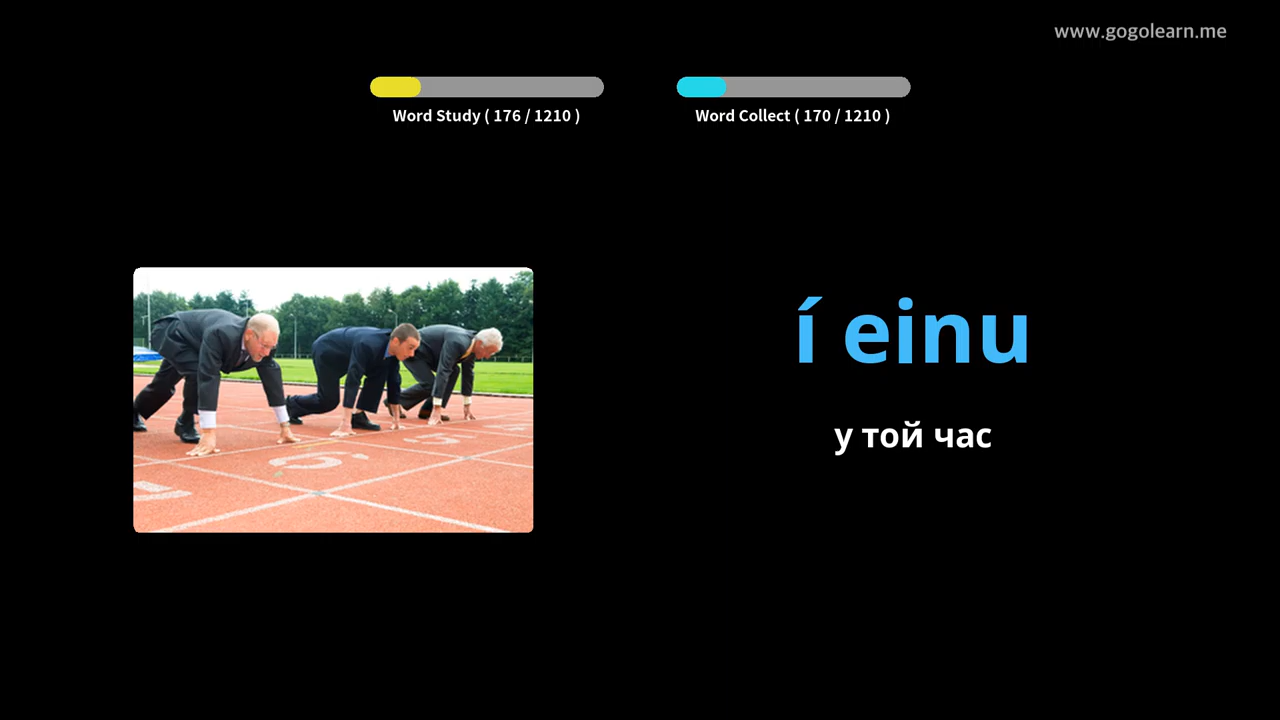 www.gogolearn.me
Word Study ( 176 / 1210 )
Word Collect ( 170 / 1210 )
í einu
у той час